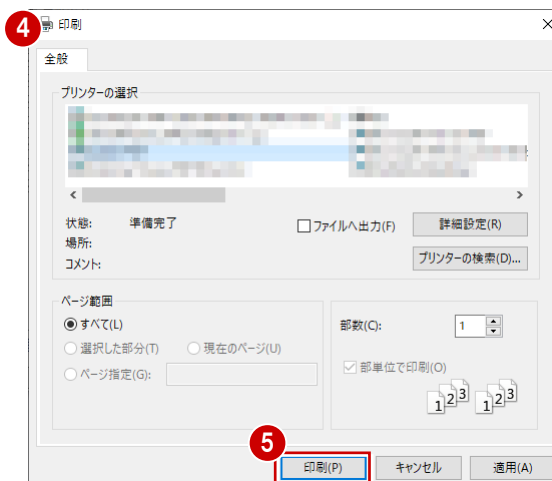 4
印刷
全般
プリンターの選択
状態: 準備完了 ファイルへ出力(F) 詳細設定(R)
場所:
コメント: プリンターの検索(D)...
ページ範囲
すべて(L) 部数(C): 1
選択した部分(T) 現在のページ(U)
ページ指定(G): 部単位で印刷(O)
1 2 3 1 2 3
5
印刷(P) キャンセル 適用(A)